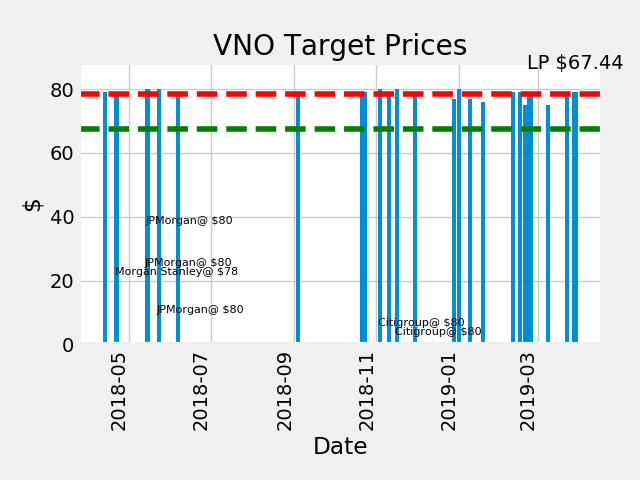 VNO Target Prices
LP $67.44
80
60
40
20
0
$
JPMorgan@ $80
JPMorgan@ $80
Morgan Stanley@ $78
JPMorgan@ $80
Citigroup@ $80
Citigroup@ $80
2018-05
2018-07
2018-09
2018-11
2019-01
2019-03
Date